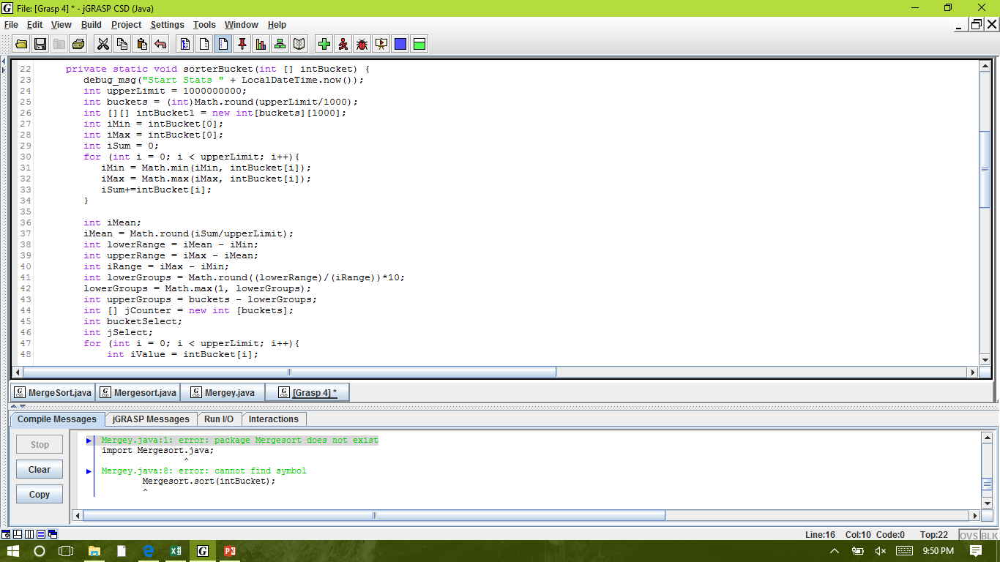 File: [Grasp 4] * - jGRASP CSD (Java)
File Edit View Build Project Settings Tools Window Help
22 private static void sorterBucket(int [] intBucket) {
23 debug_msg("Start Stats " + LocalDateTime.now());
24 int upperLimit = 1000000000;
25 int buckets = (int)Math.round(upperLimit/1000);
26 int [][] intBucket1 = new int[buckets][1000];
27 int iMin = intBucket[0];
28 int iMax = intBucket[0];
29 int iSum = 0;
30 for (int i = 0; i < upperLimit; i++){
31 iMin = Math.min(iMin, intBucket[i]);
32 iMax = Math.max(iMax, intBucket[i]);
33 iSum+=intBucket[i];
34 }
35
36 int iMean;
37 iMean = Math.round(iSum/upperLimit);
38 int lowerRange = iMean - iMin;
39 int upperRange = iMax - iMean;
40 int iRange = iMax - iMin;
41 int lowerGroups = Math.round((lowerRange)/(iRange))*10;
42 lowerGroups = Math.max(1, lowerGroups);
43 int upperGroups = buckets - lowerGroups;
44 int [] jCounter = new int [buckets];
45 int bucketSelect;
46 int jSelect;
47 for (int i = 0; i < upperLimit; i++){
48 int iValue = intBucket[i];
MergeSort.java Mergesort.java Mergey.java [Grasp 4] *
Compile Messages jGRASP Messages Run I/O Interactions
Stop
Clear
Copy
Mergey.java:1: error: package Mergesort does not exist
import Mergesort.java;
^
Mergey.java:8: error: cannot find symbol
Mergesort.sort(intBucket);
^
Line:16 Col:10 Code:0 Top:22 OVS BLK
9:50 PM